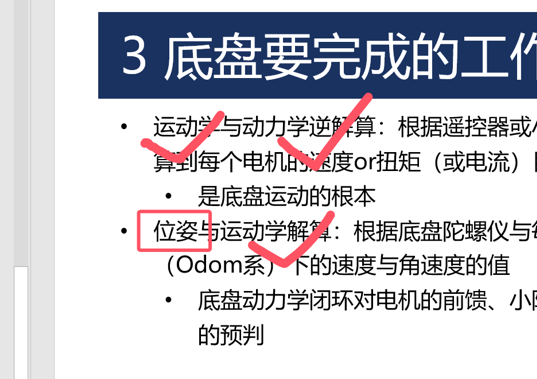 3 底盘要完成的工作
• 运动学与动力学逆解算：根据遥控器或小
算到每个电机的速度or扭矩（或电流）
• 是底盘运动的根本
• 位姿与运动学解算：根据底盘陀螺仪与每
（Odom系）下的速度与角速度的值
• 底盘动力学闭环对电机的前馈、小陀
的预判